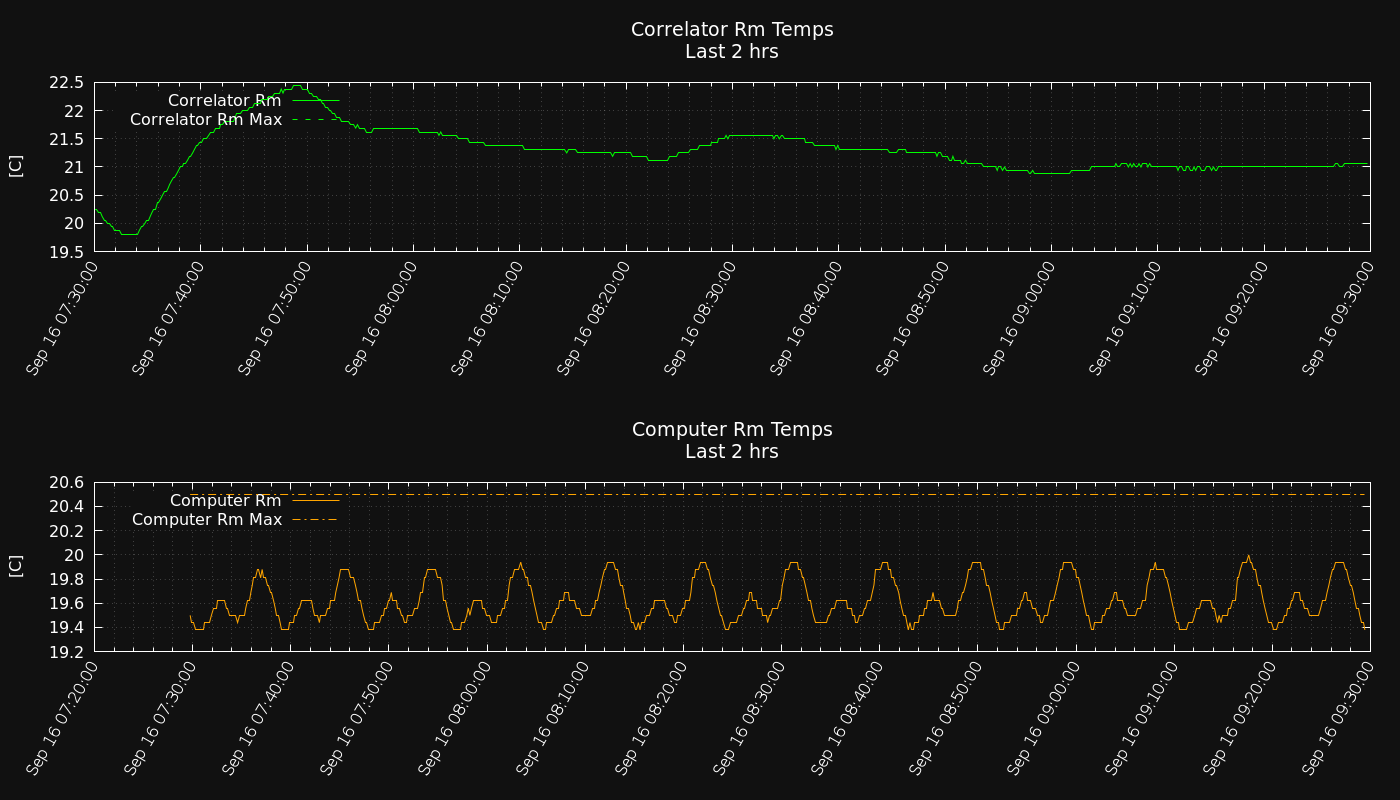 Correlator Rm Temps
Last 2 hrs
22.5
22
21.5
21
20.5
20
19.5
[C]
Correlator Rm
Correlator Rm Max
Sep 16 07:30:00
Sep 16 07:40:00
Sep 16 07:50:00
Sep 16 08:00:00
Sep 16 08:10:00
Sep 16 08:20:00
Sep 16 08:30:00
Sep 16 08:40:00
Sep 16 08:50:00
Sep 16 09:00:00
Sep 16 09:10:00
Sep 16 09:20:00
Sep 16 09:30:00
Computer Rm Temps
Last 2 hrs
20.6
20.4
20.2
20
19.8
19.6
19.4
19.2
[C]
Computer Rm
Computer Rm Max
Sep 16 07:20:00
Sep 16 07:30:00
Sep 16 07:40:00
Sep 16 07:50:00
Sep 16 08:00:00
Sep 16 08:10:00
Sep 16 08:20:00
Sep 16 08:30:00
Sep 16 08:40:00
Sep 16 08:50:00
Sep 16 09:00:00
Sep 16 09:10:00
Sep 16 09:20:00
Sep 16 09:30:00